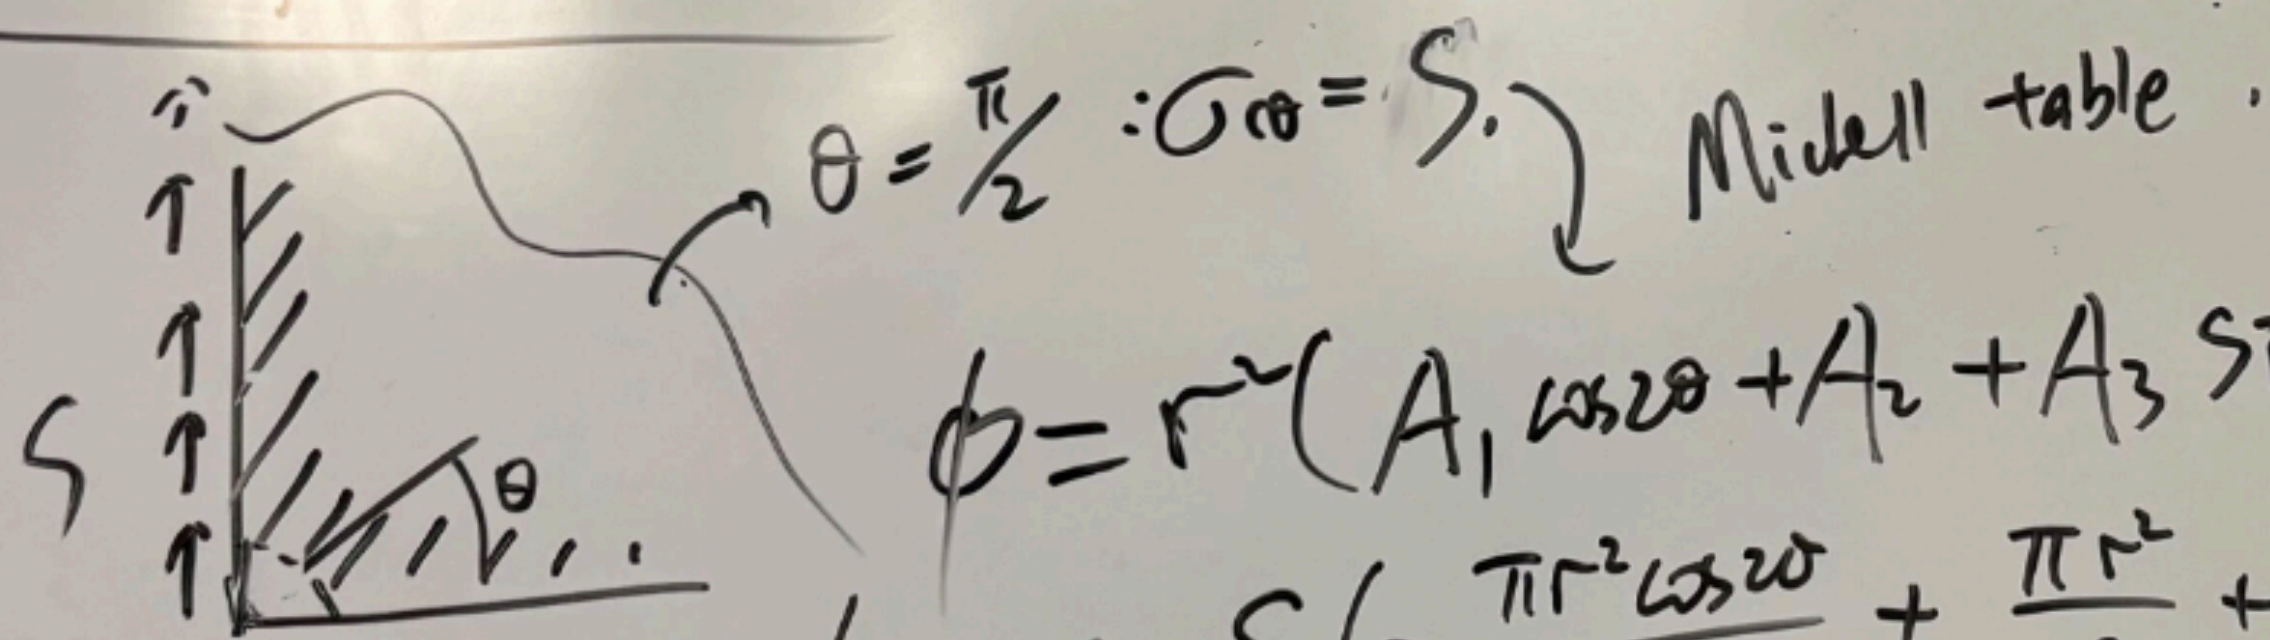 θ = π/2 : σrθ = S.
Michell table .
S
θ
ϕ = r²(A₁ cos2θ + A₂ + A₃ S
S( πr² cos2θ + πr² +